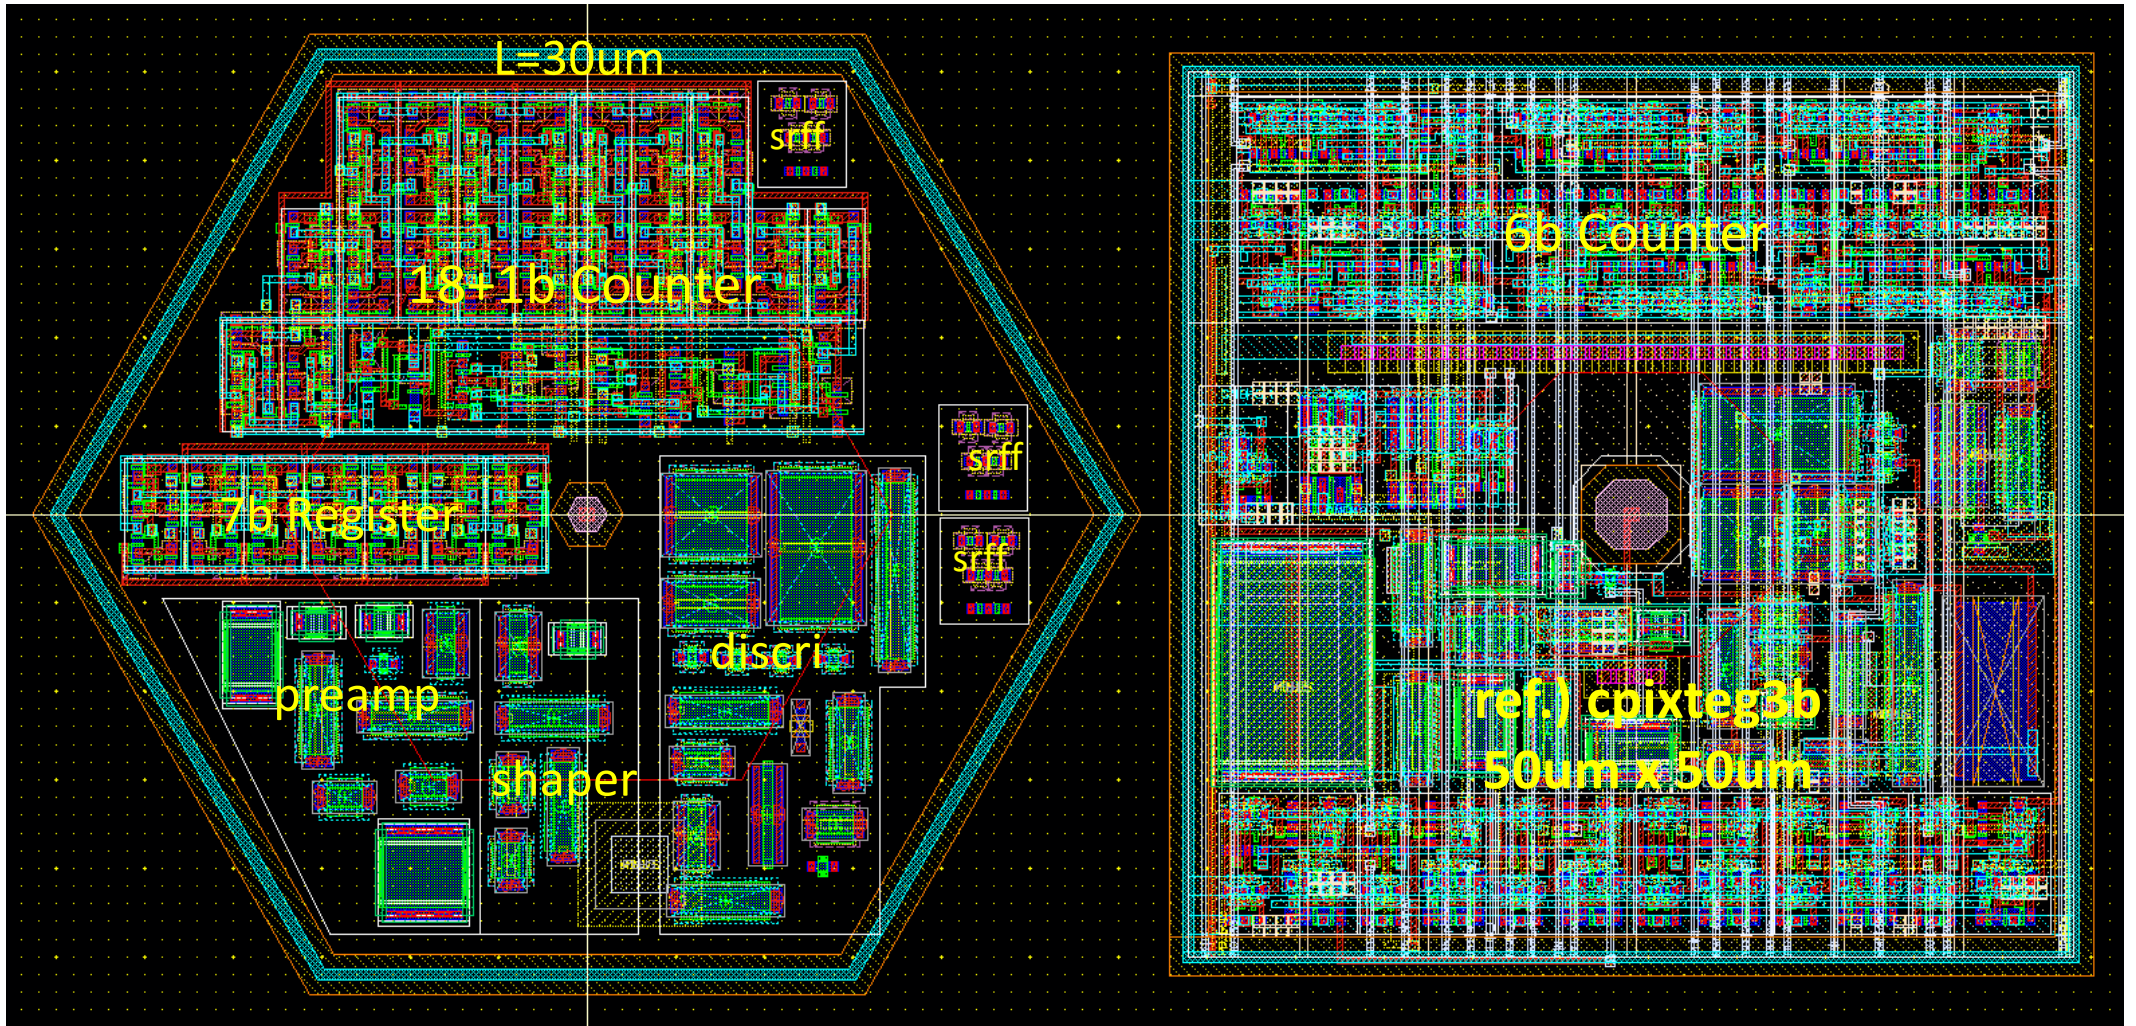 L=30um
srff
18+1b Counter
6b Counter
srff
7b Register
srff
discri
preamp
shaper
ref.) cpixteg3b
50um x 50um